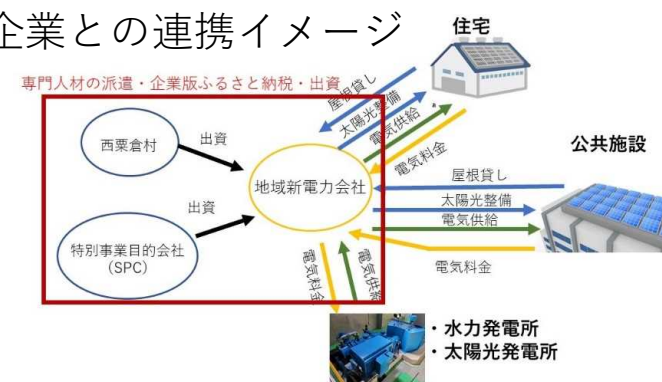 企業との連携イメージ
専門人材の派遣・企業版ふるさと納税・出資
住宅
屋根貸し
太陽光整備
電気供給
電気料金
西粟倉村
出資
地域新電力会社
出資
特別事業目的会社
（SPC）
公共施設
屋根貸し
太陽光整備
電気供給
電気料金
電気料金
電気供給
・水力発電所
・太陽光発電所